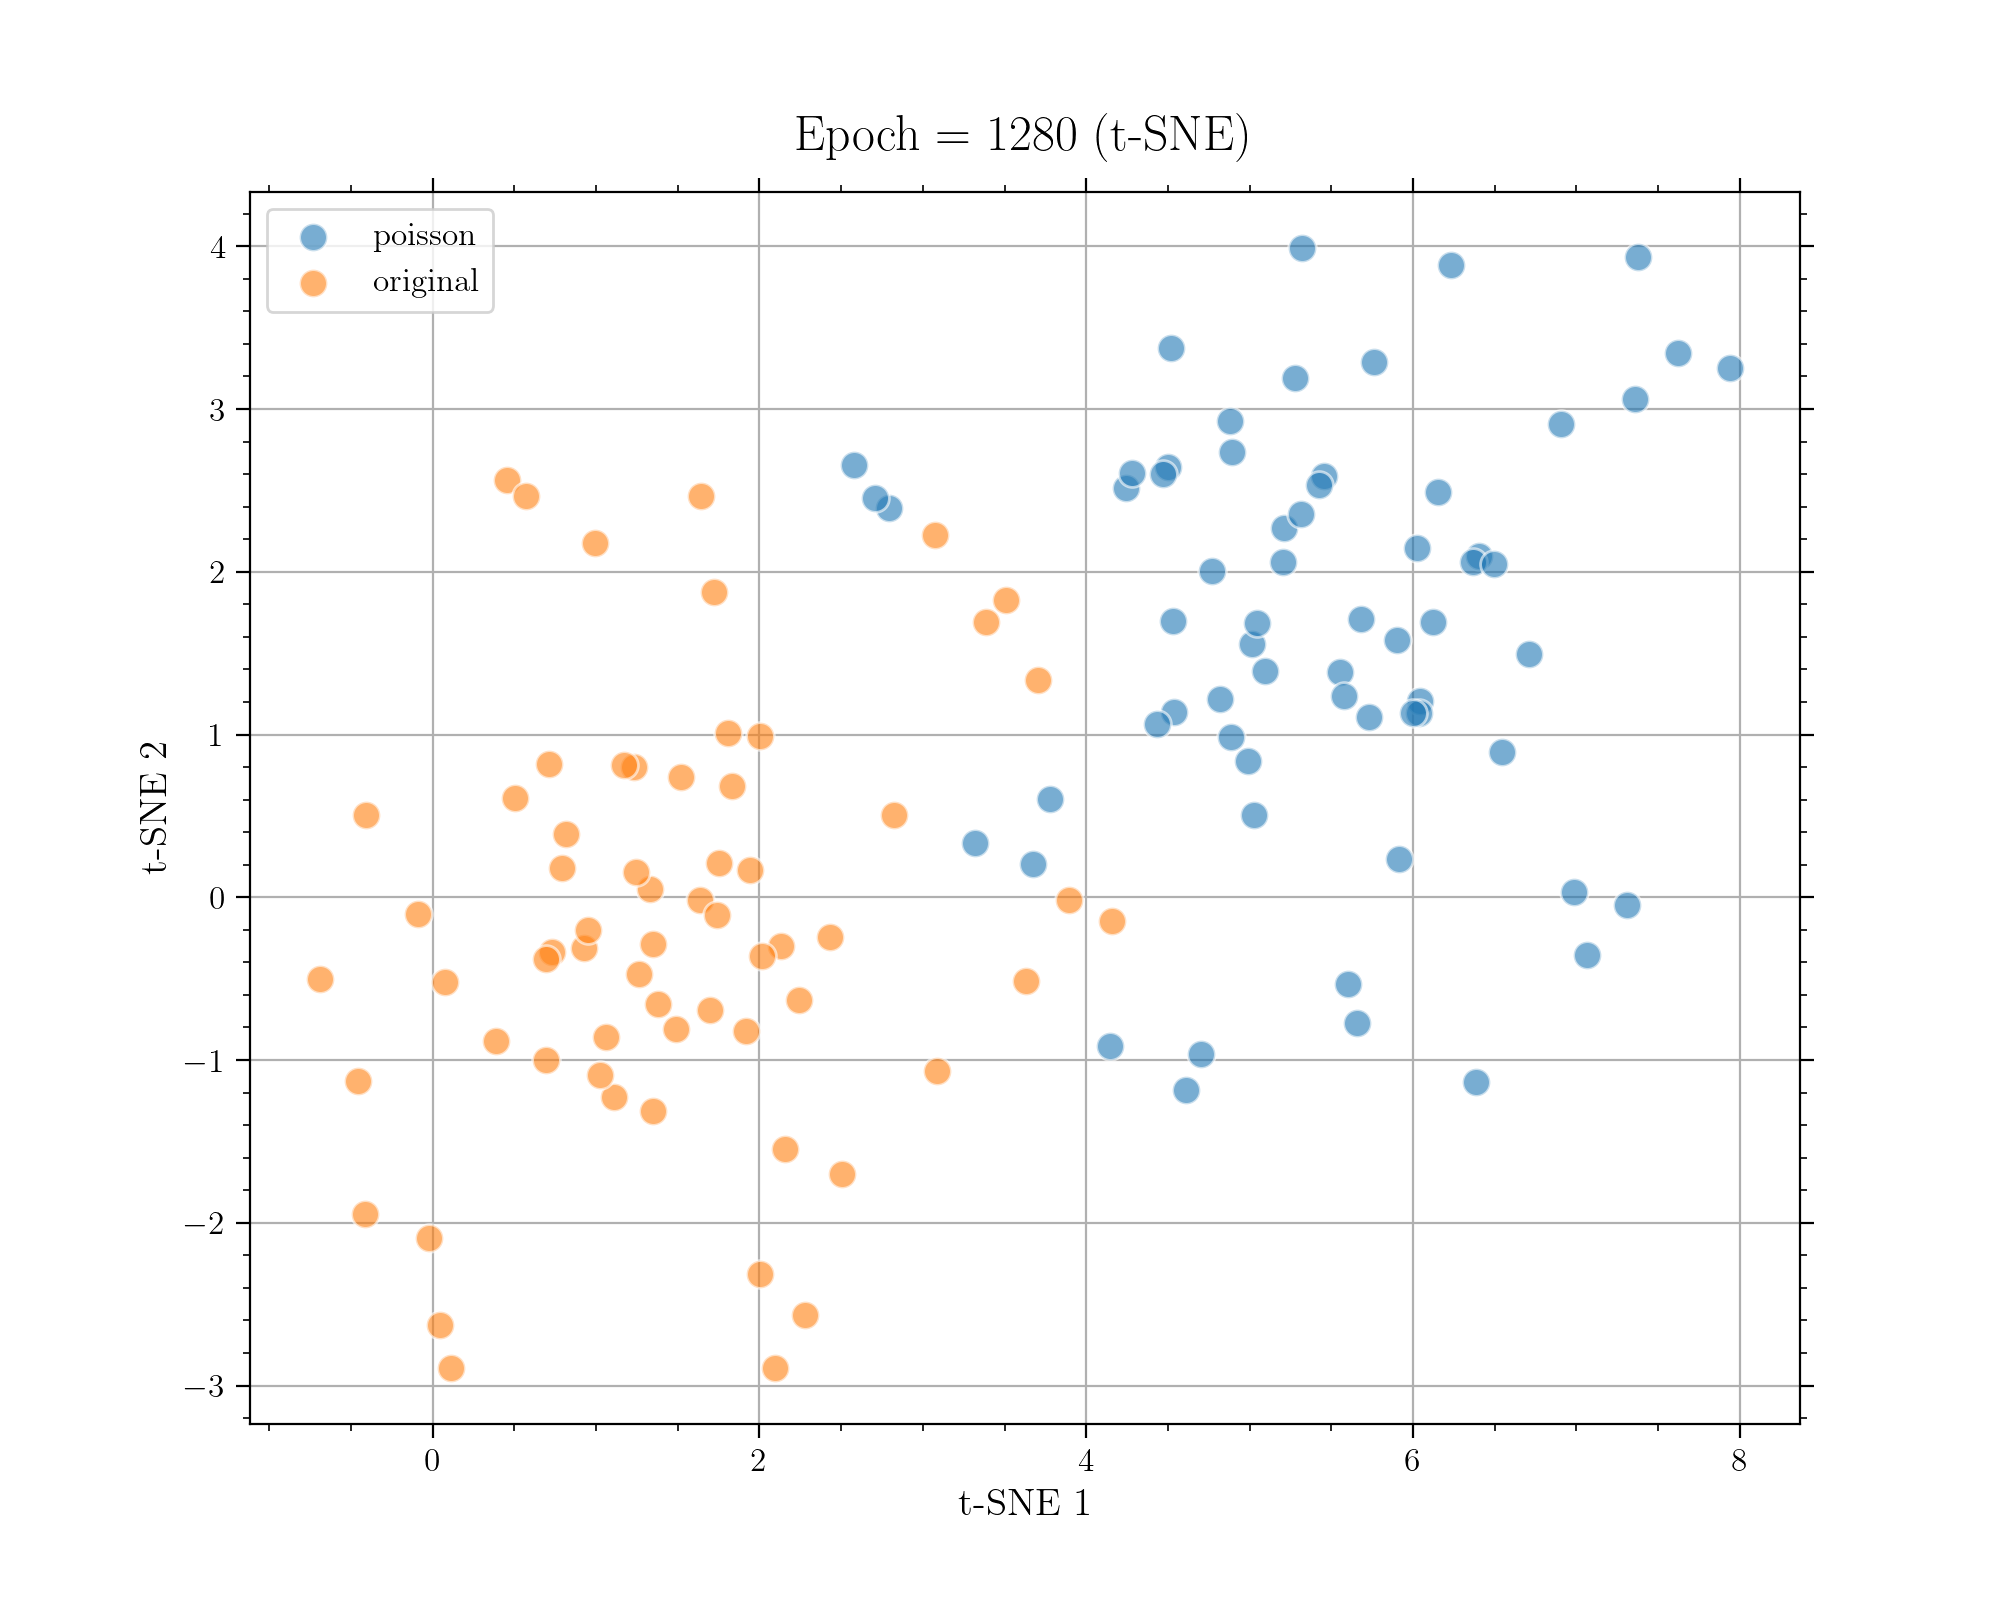 Epoch = 1280 (t-SNE)
poisson
original
4
3
2
1
0
−1
−2
−3
t-SNE 2
0 2 4 6 8
t-SNE 1